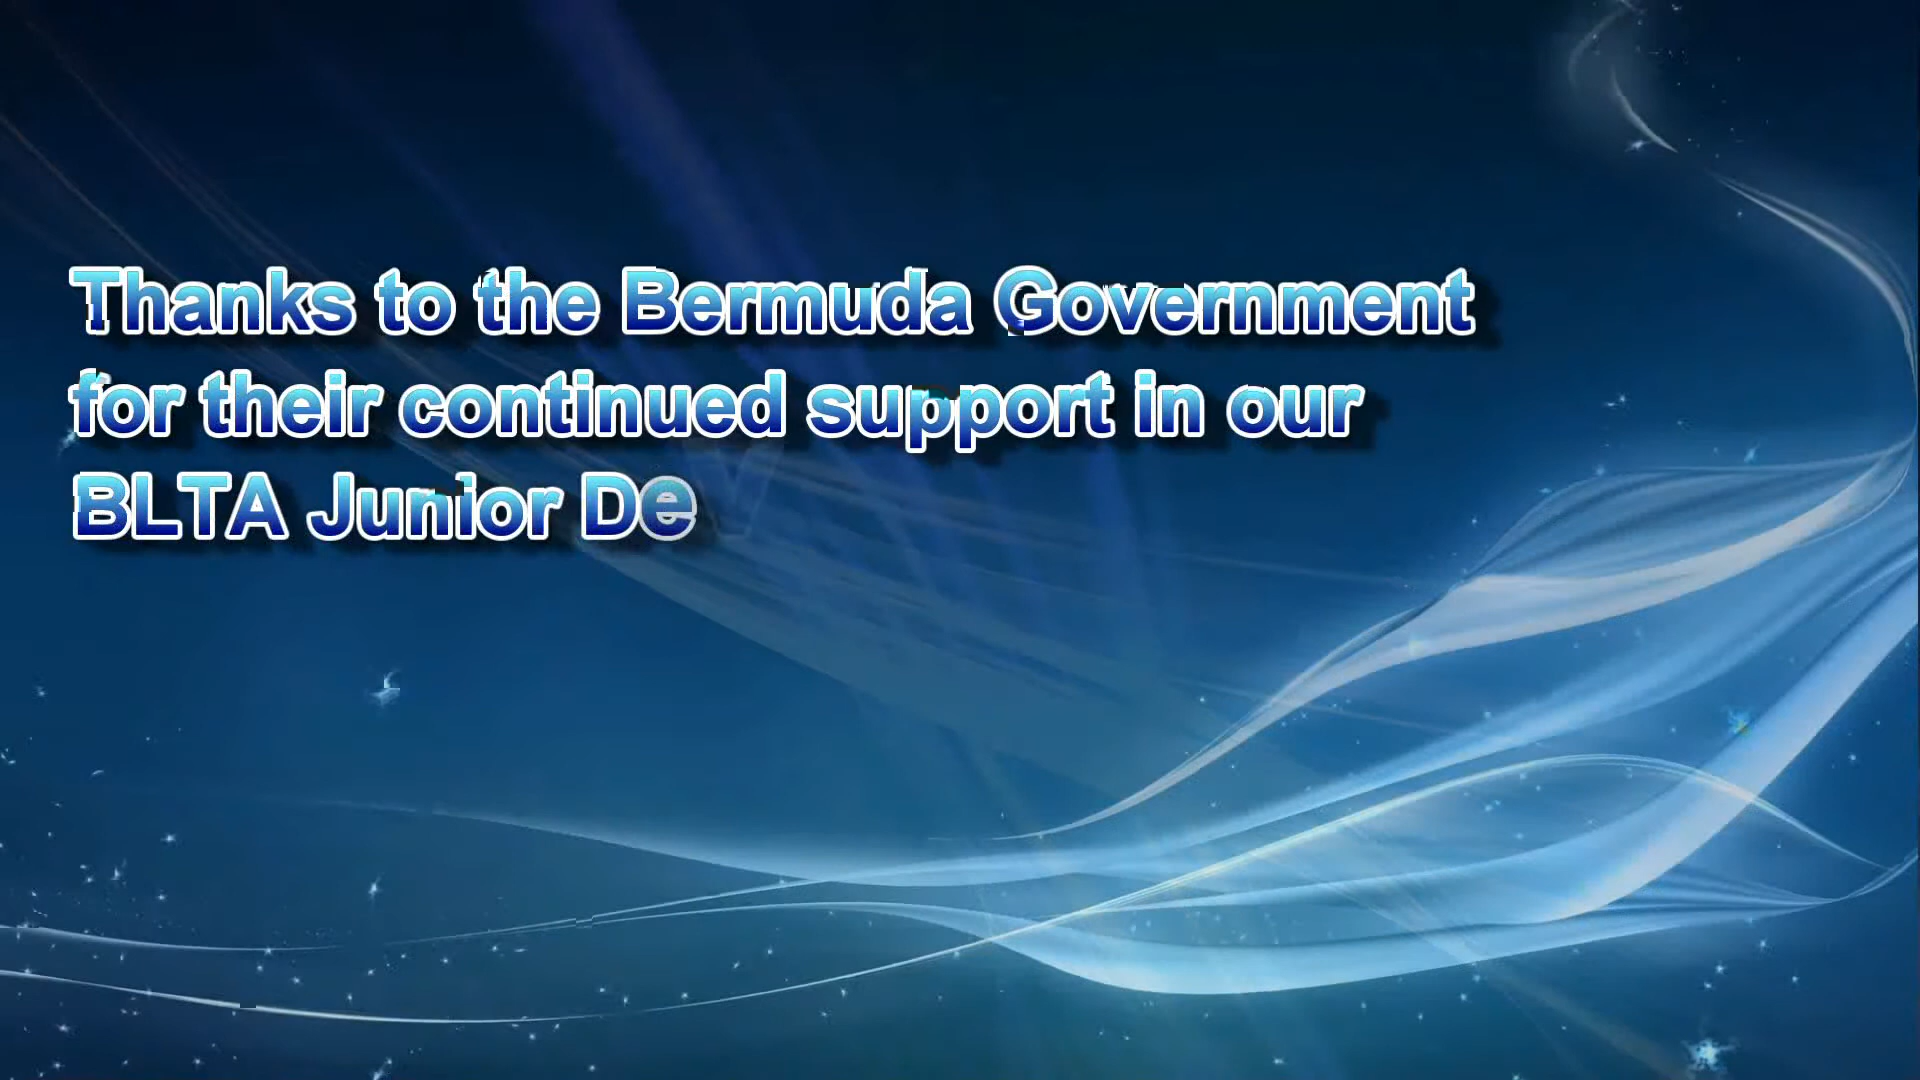 Thanks to the Bermuda Government
for their continued support in our
BLTA Junior De